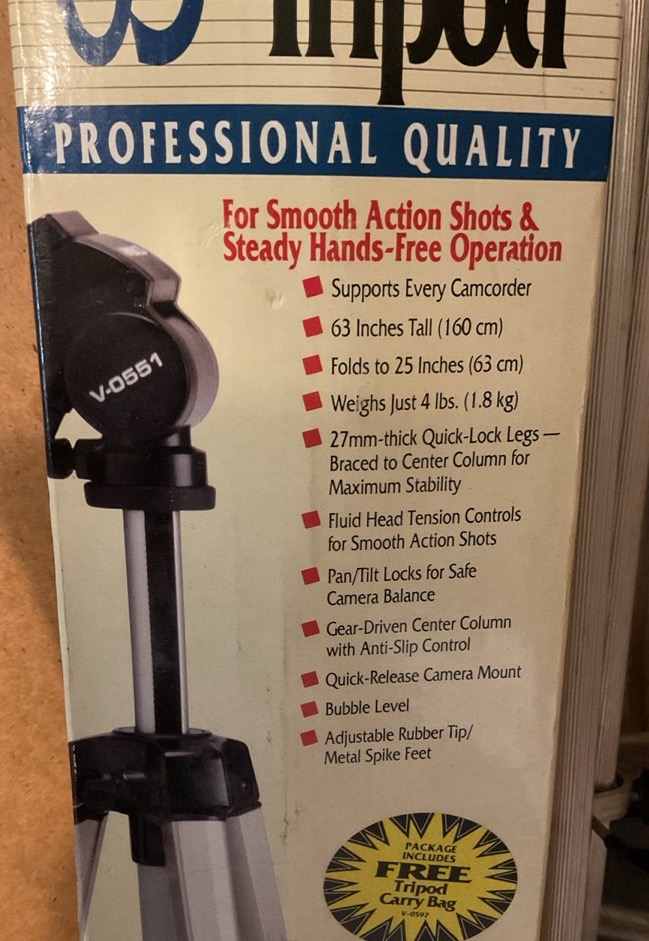 Tripod
PROFESSIONAL QUALITY
For Smooth Action Shots &
Steady Hands-Free Operation
Supports Every Camcorder
63 Inches Tall (160 cm)
Folds to 25 Inches (63 cm)
Weighs Just 4 lbs. (1.8 kg)
27mm-thick Quick-Lock Legs —
Braced to Center Column for
Maximum Stability
Fluid Head Tension Controls
for Smooth Action Shots
Pan/Tilt Locks for Safe
Camera Balance
Gear-Driven Center Column
with Anti-Slip Control
Quick-Release Camera Mount
Bubble Level
Adjustable Rubber Tip/
Metal Spike Feet
V-0551
PACKAGE
INCLUDES
FREE
Tripod
Carry Bag
V-0597